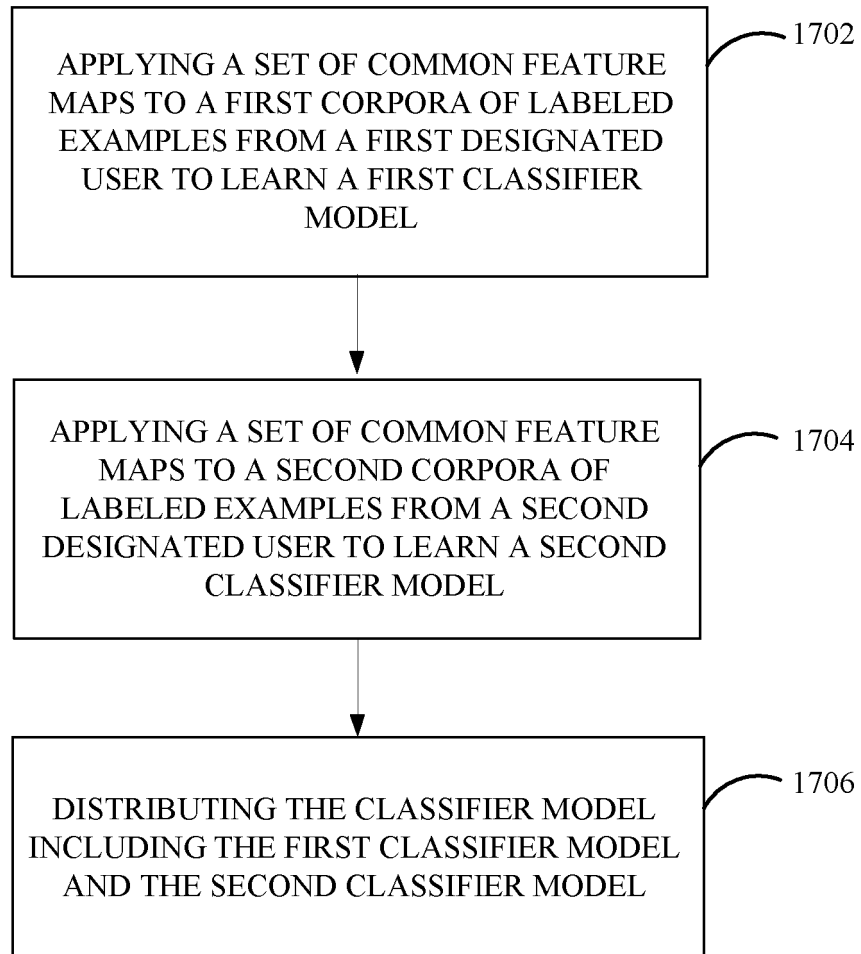 APPLYING A SET OF COMMON FEATURE
MAPS TO A FIRST CORPORA OF LABELED
EXAMPLES FROM A FIRST DESIGNATED
USER TO LEARN A FIRST CLASSIFIER
MODEL
1702
APPLYING A SET OF COMMON FEATURE
MAPS TO A SECOND CORPORA OF
LABELED EXAMPLES FROM A SECOND
DESIGNATED USER TO LEARN A SECOND
CLASSIFIER MODEL
1704
DISTRIBUTING THE CLASSIFIER MODEL
INCLUDING THE FIRST CLASSIFIER MODEL
AND THE SECOND CLASSIFIER MODEL
1706